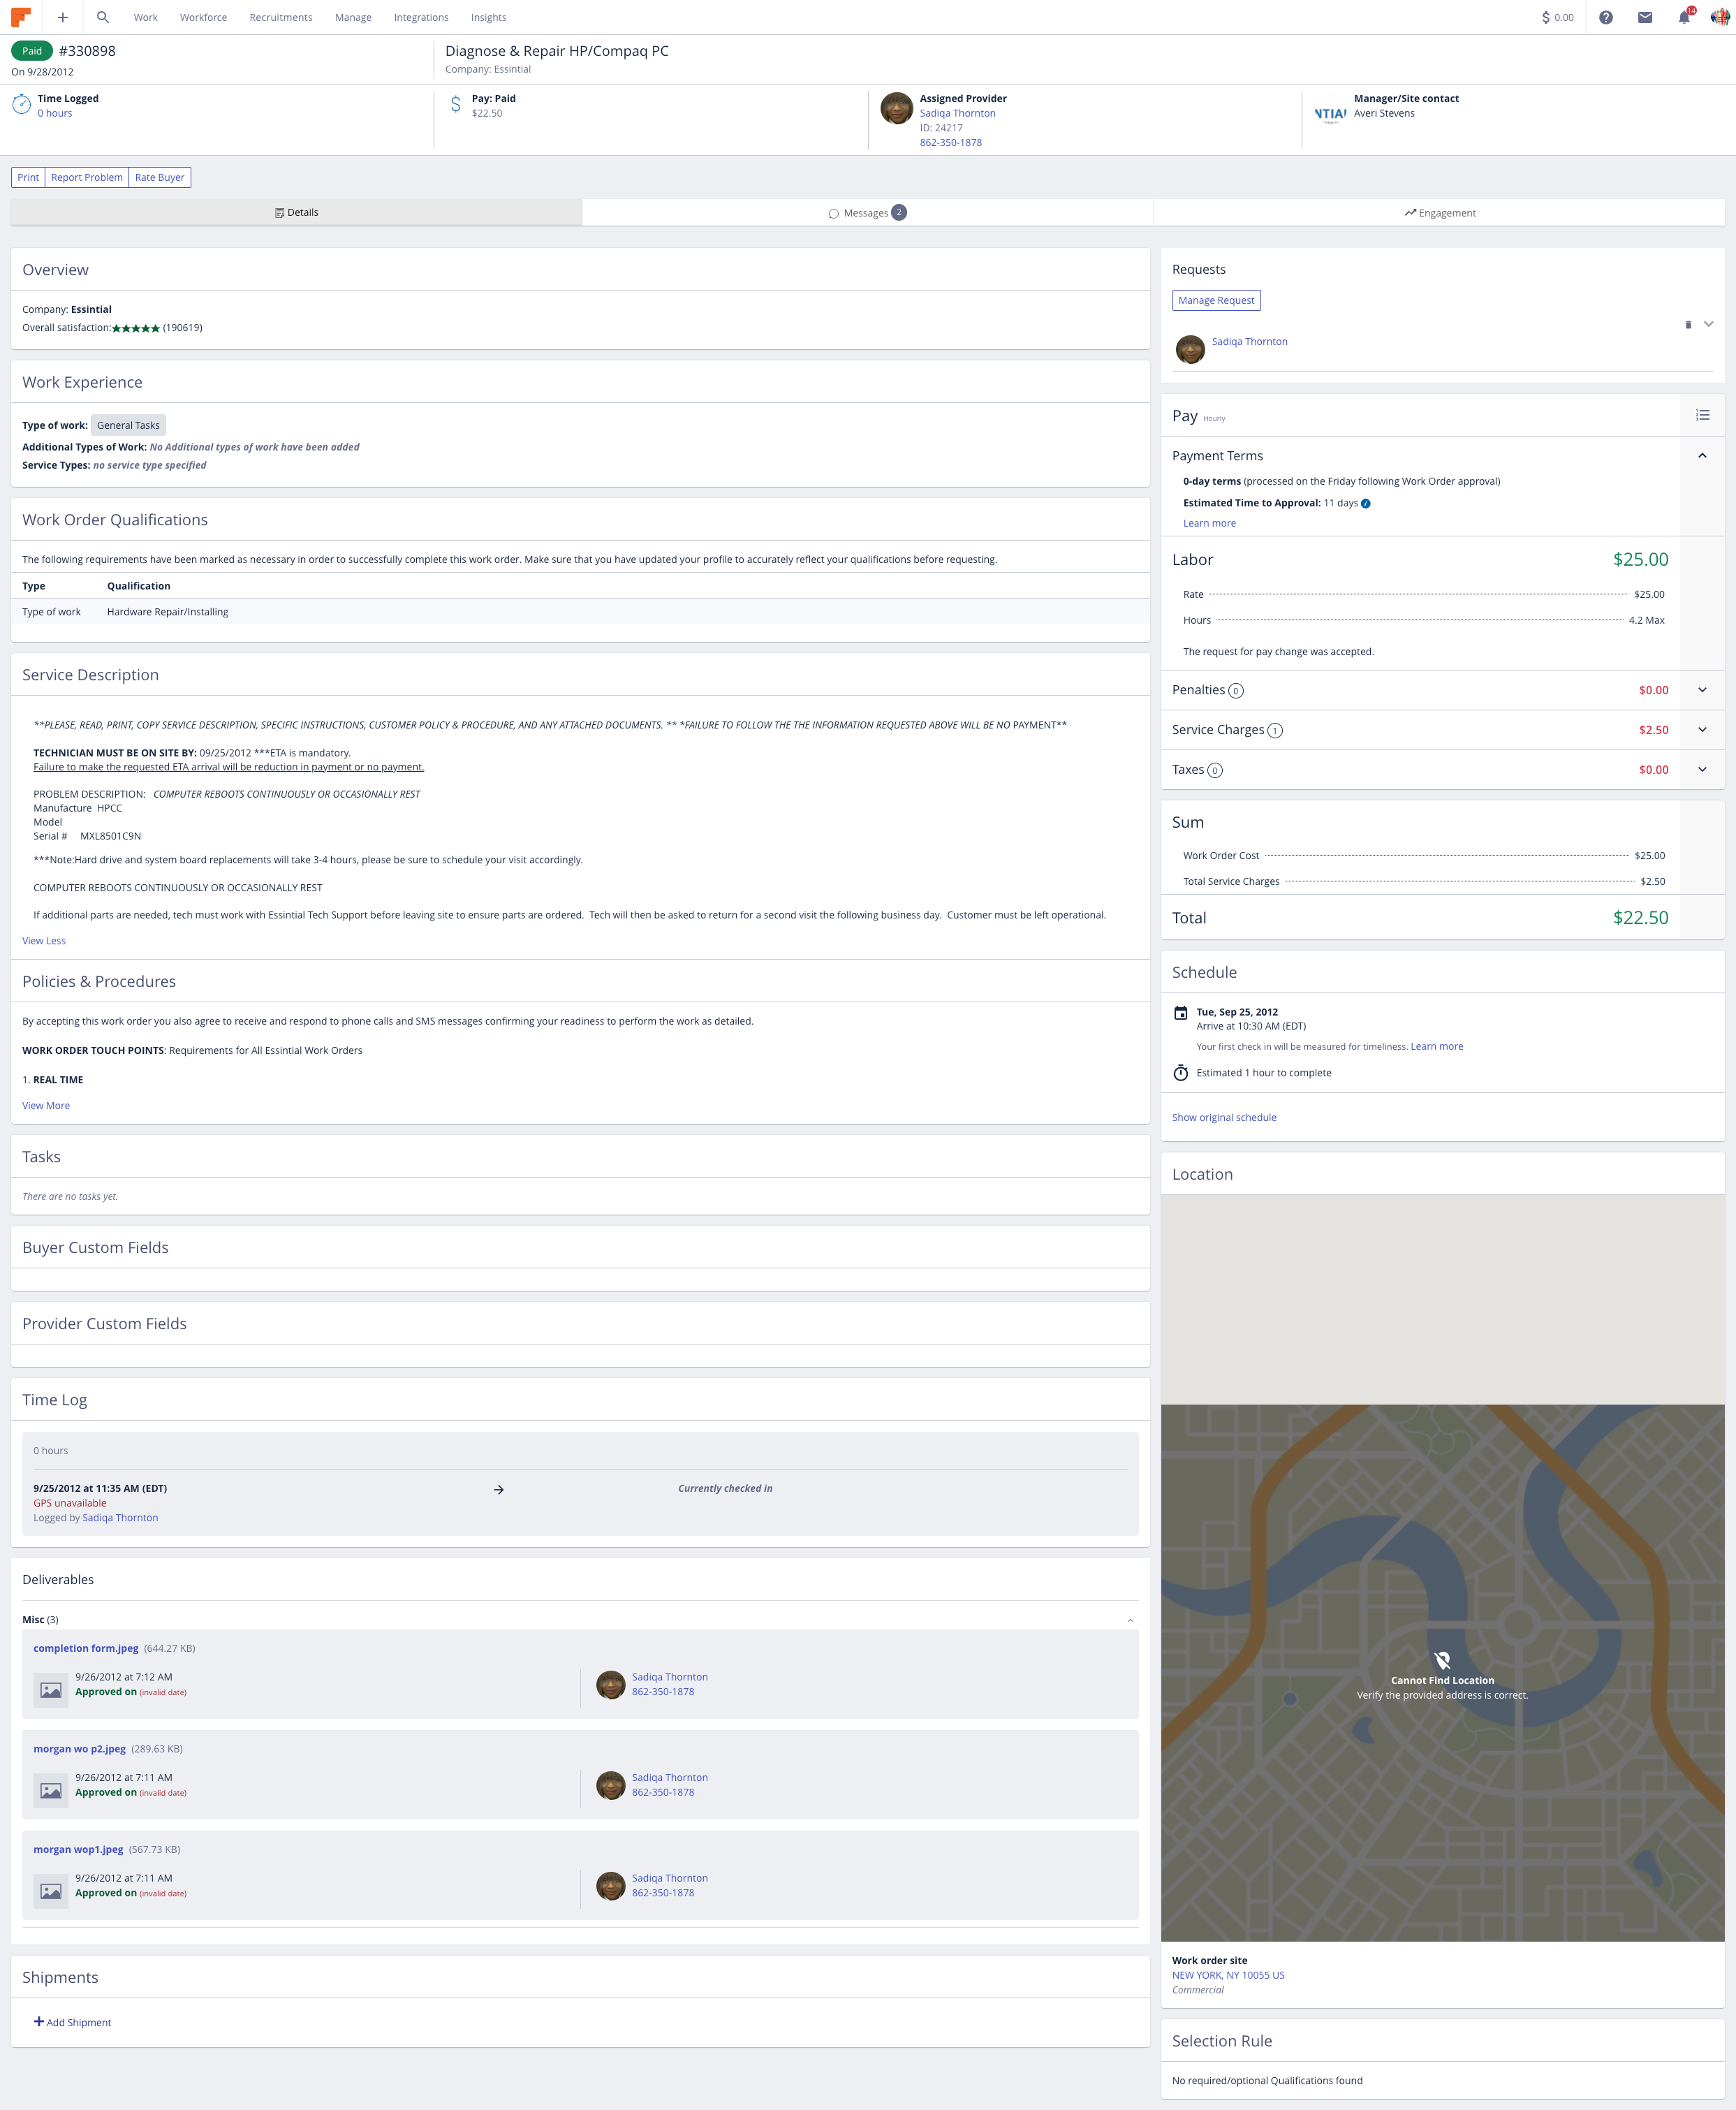 Work Workforce Recruitments Manage Integrations Insights
$ 0.00
14
Paid #330898
On 9/28/2012
Diagnose & Repair HP/Compaq PC
Company: Essintial
Time Logged
0 hours
Pay: Paid
$22.50
Assigned Provider
Sadiqa Thornton
ID: 24217
862-350-1878
NTIA
Manager/Site contact
Averi Stevens
Print Report Problem Rate Buyer
Details
Messages 2
Engagement
Overview
Company: Essintial
Overall satisfaction:★★★★★ (190619)
Work Experience
Type of work: General Tasks
Additional Types of Work: No Additional types of work have been added
Service Types: no service type specified
Work Order Qualifications
The following requirements have been marked as necessary in order to successfully complete this work order. Make sure that you have updated your profile to accurately reflect your qualifications before requesting.
Type Qualification
Type of work Hardware Repair/Installing
Service Description
**PLEASE, READ, PRINT, COPY SERVICE DESCRIPTION, SPECIFIC INSTRUCTIONS, CUSTOMER POLICY & PROCEDURE, AND ANY ATTACHED DOCUMENTS. ** *FAILURE TO FOLLOW THE THE INFORMATION REQUESTED ABOVE WILL BE NO PAYMENT**
TECHNICIAN MUST BE ON SITE BY: 09/25/2012 ***ETA is mandatory.
Failure to make the requested ETA arrival will be reduction in payment or no payment.
PROBLEM DESCRIPTION: COMPUTER REBOOTS CONTINUOUSLY OR OCCASIONALLY REST
Manufacture HPCC
Model
Serial # MXL8501C9N
***Note:Hard drive and system board replacements will take 3-4 hours, please be sure to schedule your visit accordingly.
COMPUTER REBOOTS CONTINUOUSLY OR OCCASIONALLY REST
If additional parts are needed, tech must work with Essintial Tech Support before leaving site to ensure parts are ordered. Tech will then be asked to return for a second visit the following business day. Customer must be left operational.
View Less
Policies & Procedures
By accepting this work order you also agree to receive and respond to phone calls and SMS messages confirming your readiness to perform the work as detailed.
WORK ORDER TOUCH POINTS: Requirements for All Essintial Work Orders
1. REAL TIME
View More
Tasks
There are no tasks yet.
Buyer Custom Fields
Provider Custom Fields
Time Log
0 hours
9/25/2012 at 11:35 AM (EDT)
Currently checked in
GPS unavailable
Logged by Sadiqa Thornton
Deliverables
Misc (3)
completion form.jpeg (644.27 KB)
9/26/2012 at 7:12 AM
Approved on (invalid date)
Sadiqa Thornton
862-350-1878
morgan wo p2.jpeg (289.63 KB)
9/26/2012 at 7:11 AM
Approved on (invalid date)
Sadiqa Thornton
862-350-1878
morgan wop1.jpeg (567.73 KB)
9/26/2012 at 7:11 AM
Approved on (invalid date)
Sadiqa Thornton
862-350-1878
Shipments
Add Shipment
Requests
Manage Request
Sadiqa Thornton
Pay Hourly
Payment Terms
0-day terms (processed on the Friday following Work Order approval)
Estimated Time to Approval: 11 days
Learn more
Labor $25.00
Rate $25.00
Hours 4.2 Max
The request for pay change was accepted.
Penalties 0 $0.00
Service Charges 1 $2.50
Taxes 0 $0.00
Sum
Work Order Cost $25.00
Total Service Charges $2.50
Total $22.50
Schedule
Tue, Sep 25, 2012
Arrive at 10:30 AM (EDT)
Your first check in will be measured for timeliness. Learn more
Estimated 1 hour to complete
Show original schedule
Location
Cannot Find Location
Verify the provided address is correct.
Work order site
NEW YORK, NY 10055 US
Commercial
Selection Rule
No required/optional Qualifications found